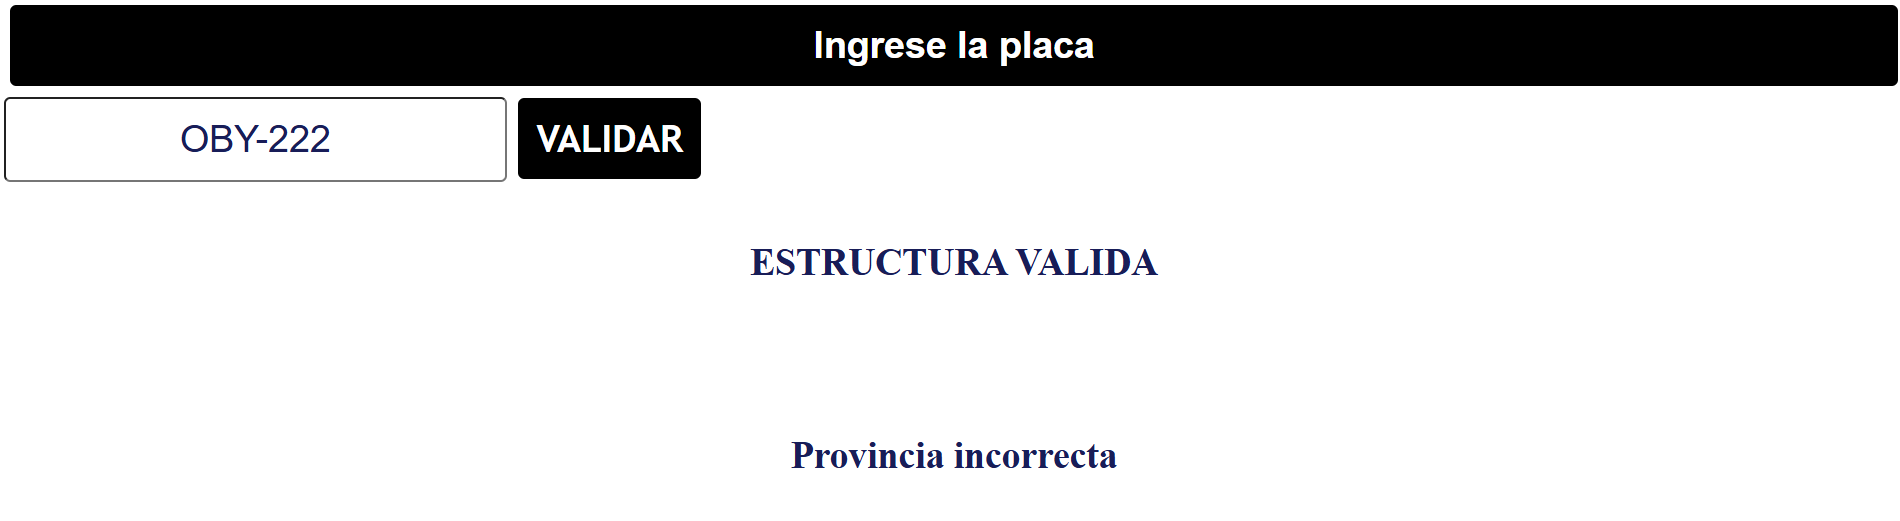 Ingrese la placa
OBY-222
VALIDAR
ESTRUCTURA VALIDA
Provincia incorrecta